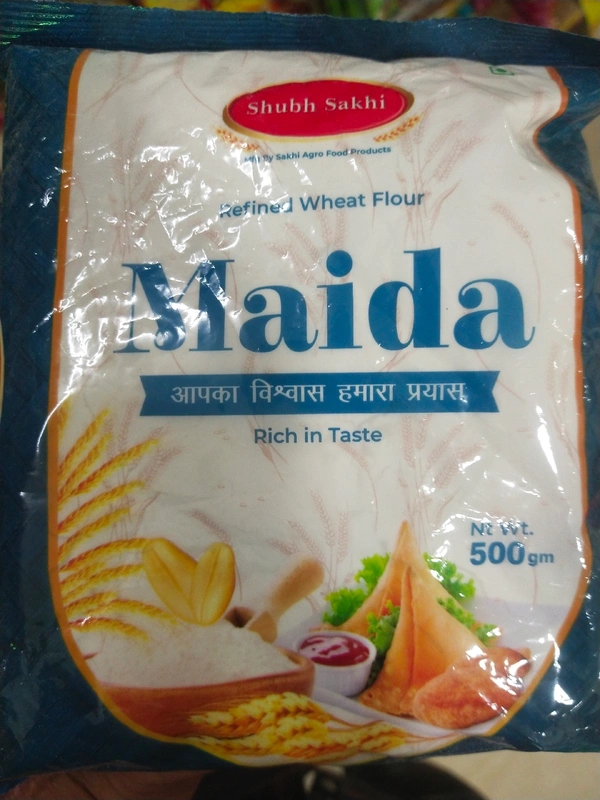 Shubh Sakhi
Mfg By Sakhi Agro Food Products
Refined Wheat Flour
Maida
आपका विश्वास हमारा प्रयास
Rich in Taste
Nt Wt.
500gm